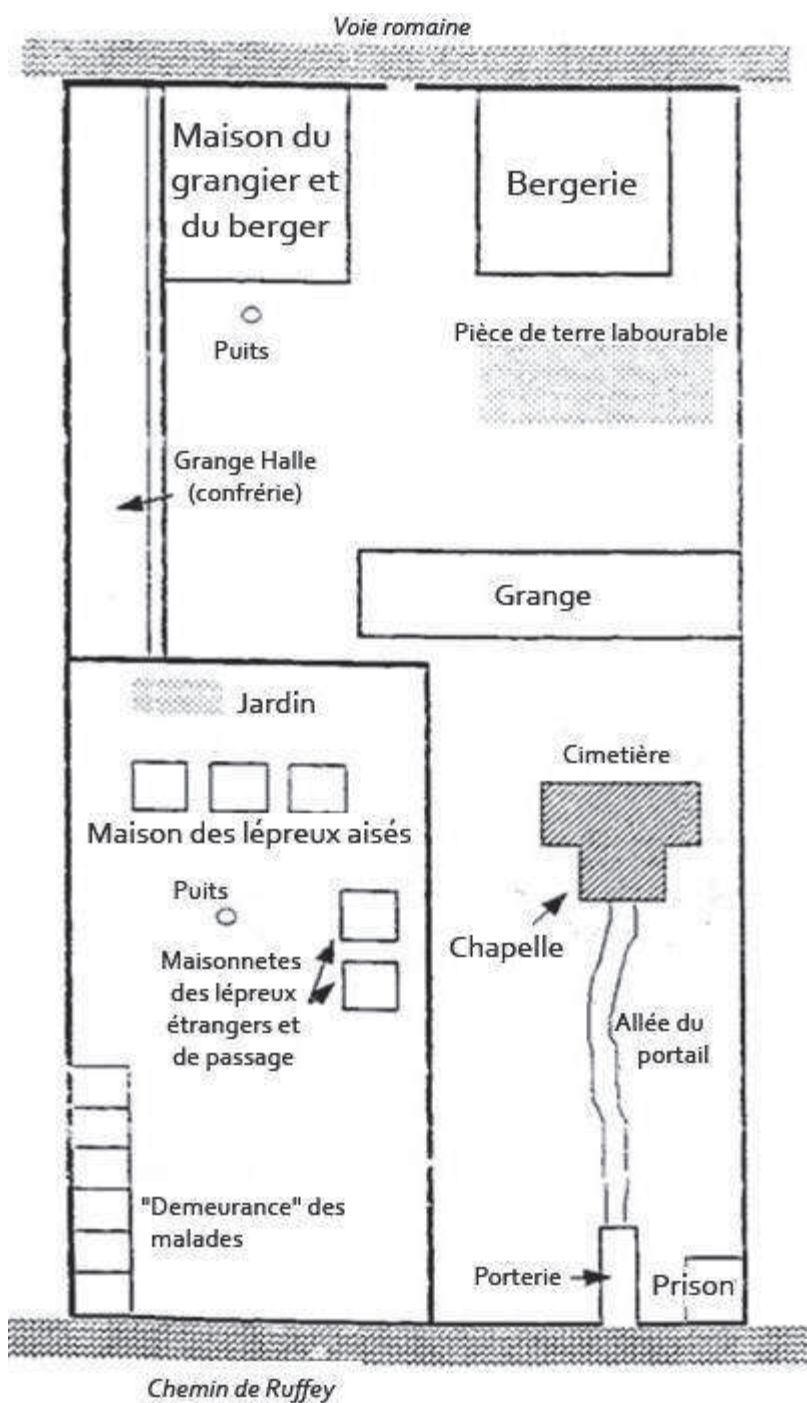 Voie romaine
Maison du
grangier et
du berger
Bergerie
Puits
Pièce de terre labourable
Grange Halle
(confrérie)
Grange
Jardin
Cimetière
Maison des lépreux aisés
Puits
Chapelle
Maisonnetes
des lépreux
étrangers et
de passage
Allée du
portail
"Demeurance" des
malades
Porterie
Prison
Chemin de Ruffey